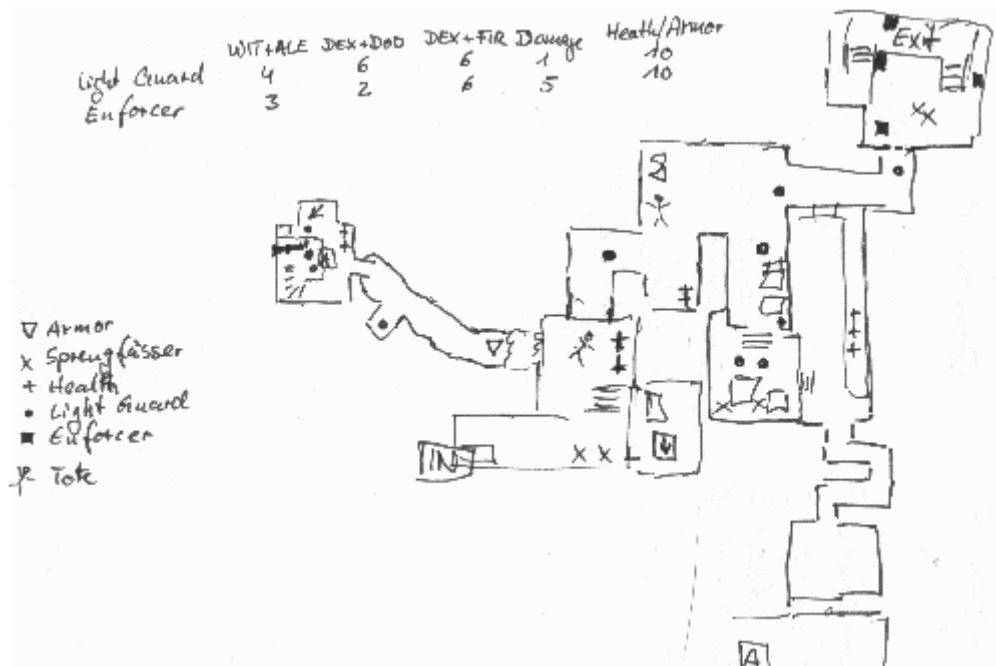 WIT+ALE DEX+DOD DEX+FIR Damage Heatly/Armor
Light Guard 4 6 6 1 10
Enforcer 3 2 6 5 10
Exit
Armor
Sprengfässer
Health
Light Guard
Enforcer
Tote
IN
A